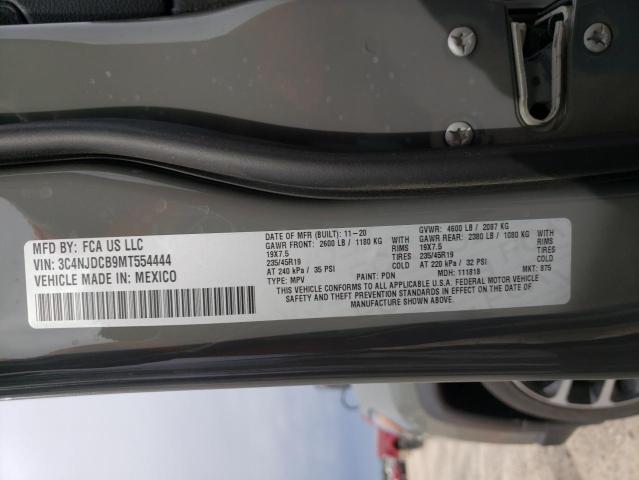 MFD BY: FCA US LLC
VIN: 3C4NJDCB9MT554444
VEHICLE MADE IN: MEXICO
DATE OF MFR (BUILT): 11-20 GVWR: 4600 LB / 2087 KG
GAWR FRONT: 2600 LB / 1180 KG WITH GAWR REAR: 2380 LB / 1080 KG WITH
19X7.5 RIMS 19X7.5 RIMS
235/45R19 TIRES 235/45R19 TIRES
AT 240 kPa / 35 PSI COLD AT 220 kPa / 32 PSI COLD
TYPE: MPV PAINT: PDN MDH: 111818 MKT: 875
THIS VEHICLE CONFORMS TO ALL APPLICABLE U.S.A. FEDERAL MOTOR VEHICLE
SAFETY AND THEFT PREVENTION STANDARDS IN EFFECT ON THE DATE OF
MANUFACTURE SHOWN ABOVE.